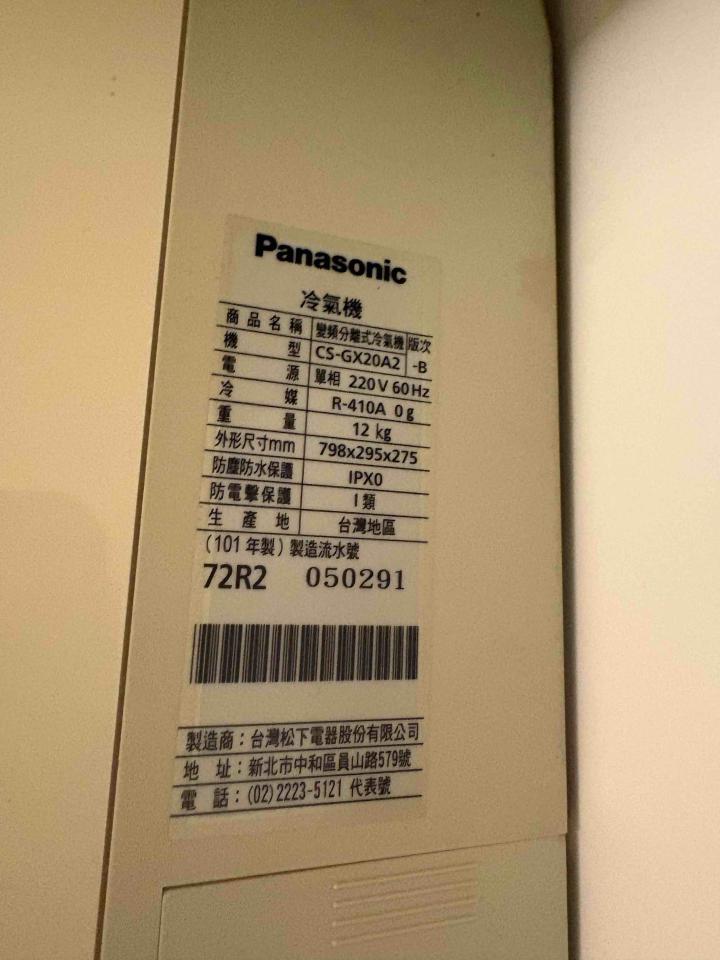 Panasonic
冷氣機
商品名稱 變頻分離式冷氣機 版次
機型 CS-GX20A2 -B
電源 單相 220V 60Hz
冷媒 R-410A 0g
重量 12 kg
外形尺寸mm 798x295x275
防塵防水保護 IPX0
防電擊保護 I 類
生產地 台灣地區
(101 年製) 製造流水號
72R2 050291
製造商：台灣松下電器股份有限公司
地址：新北市中和區員山路579號
電話：(02)2223-5121 代表號